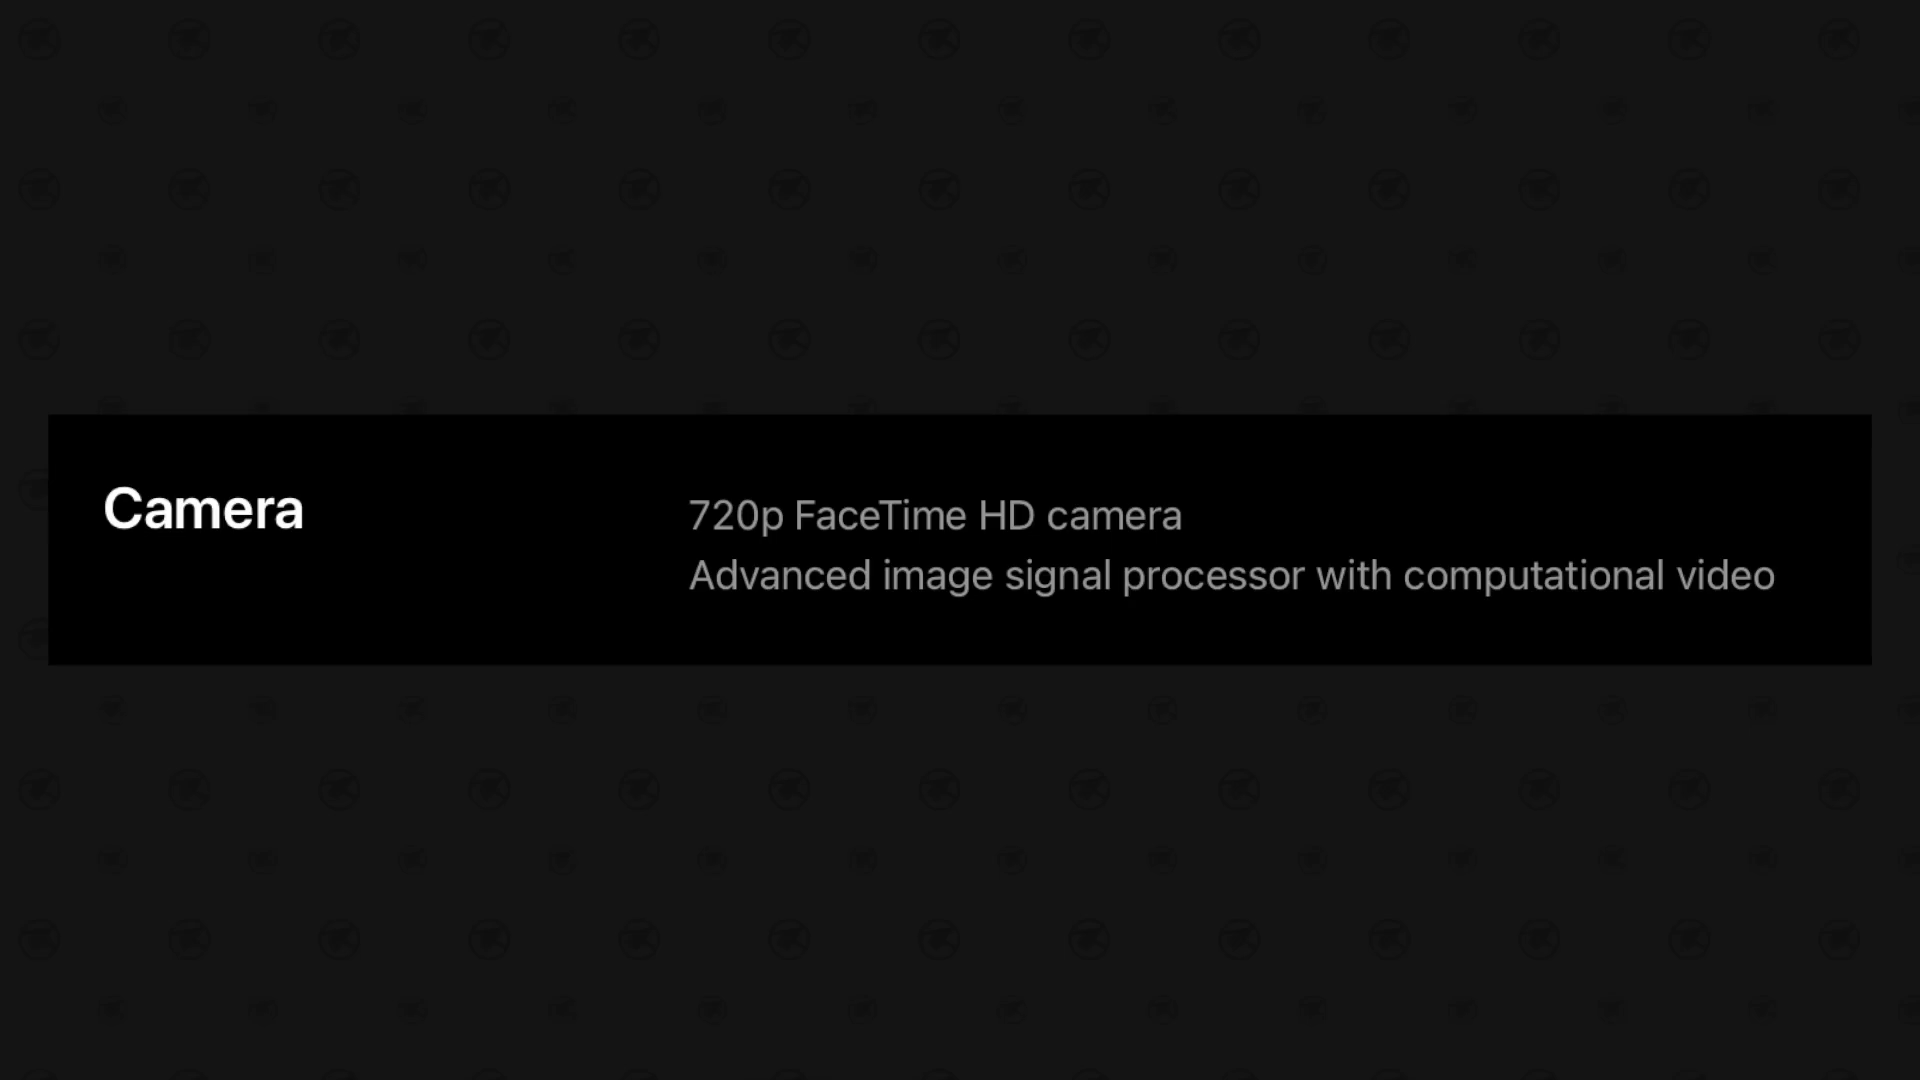 Camera
720p FaceTime HD camera
Advanced image signal processor with computational video